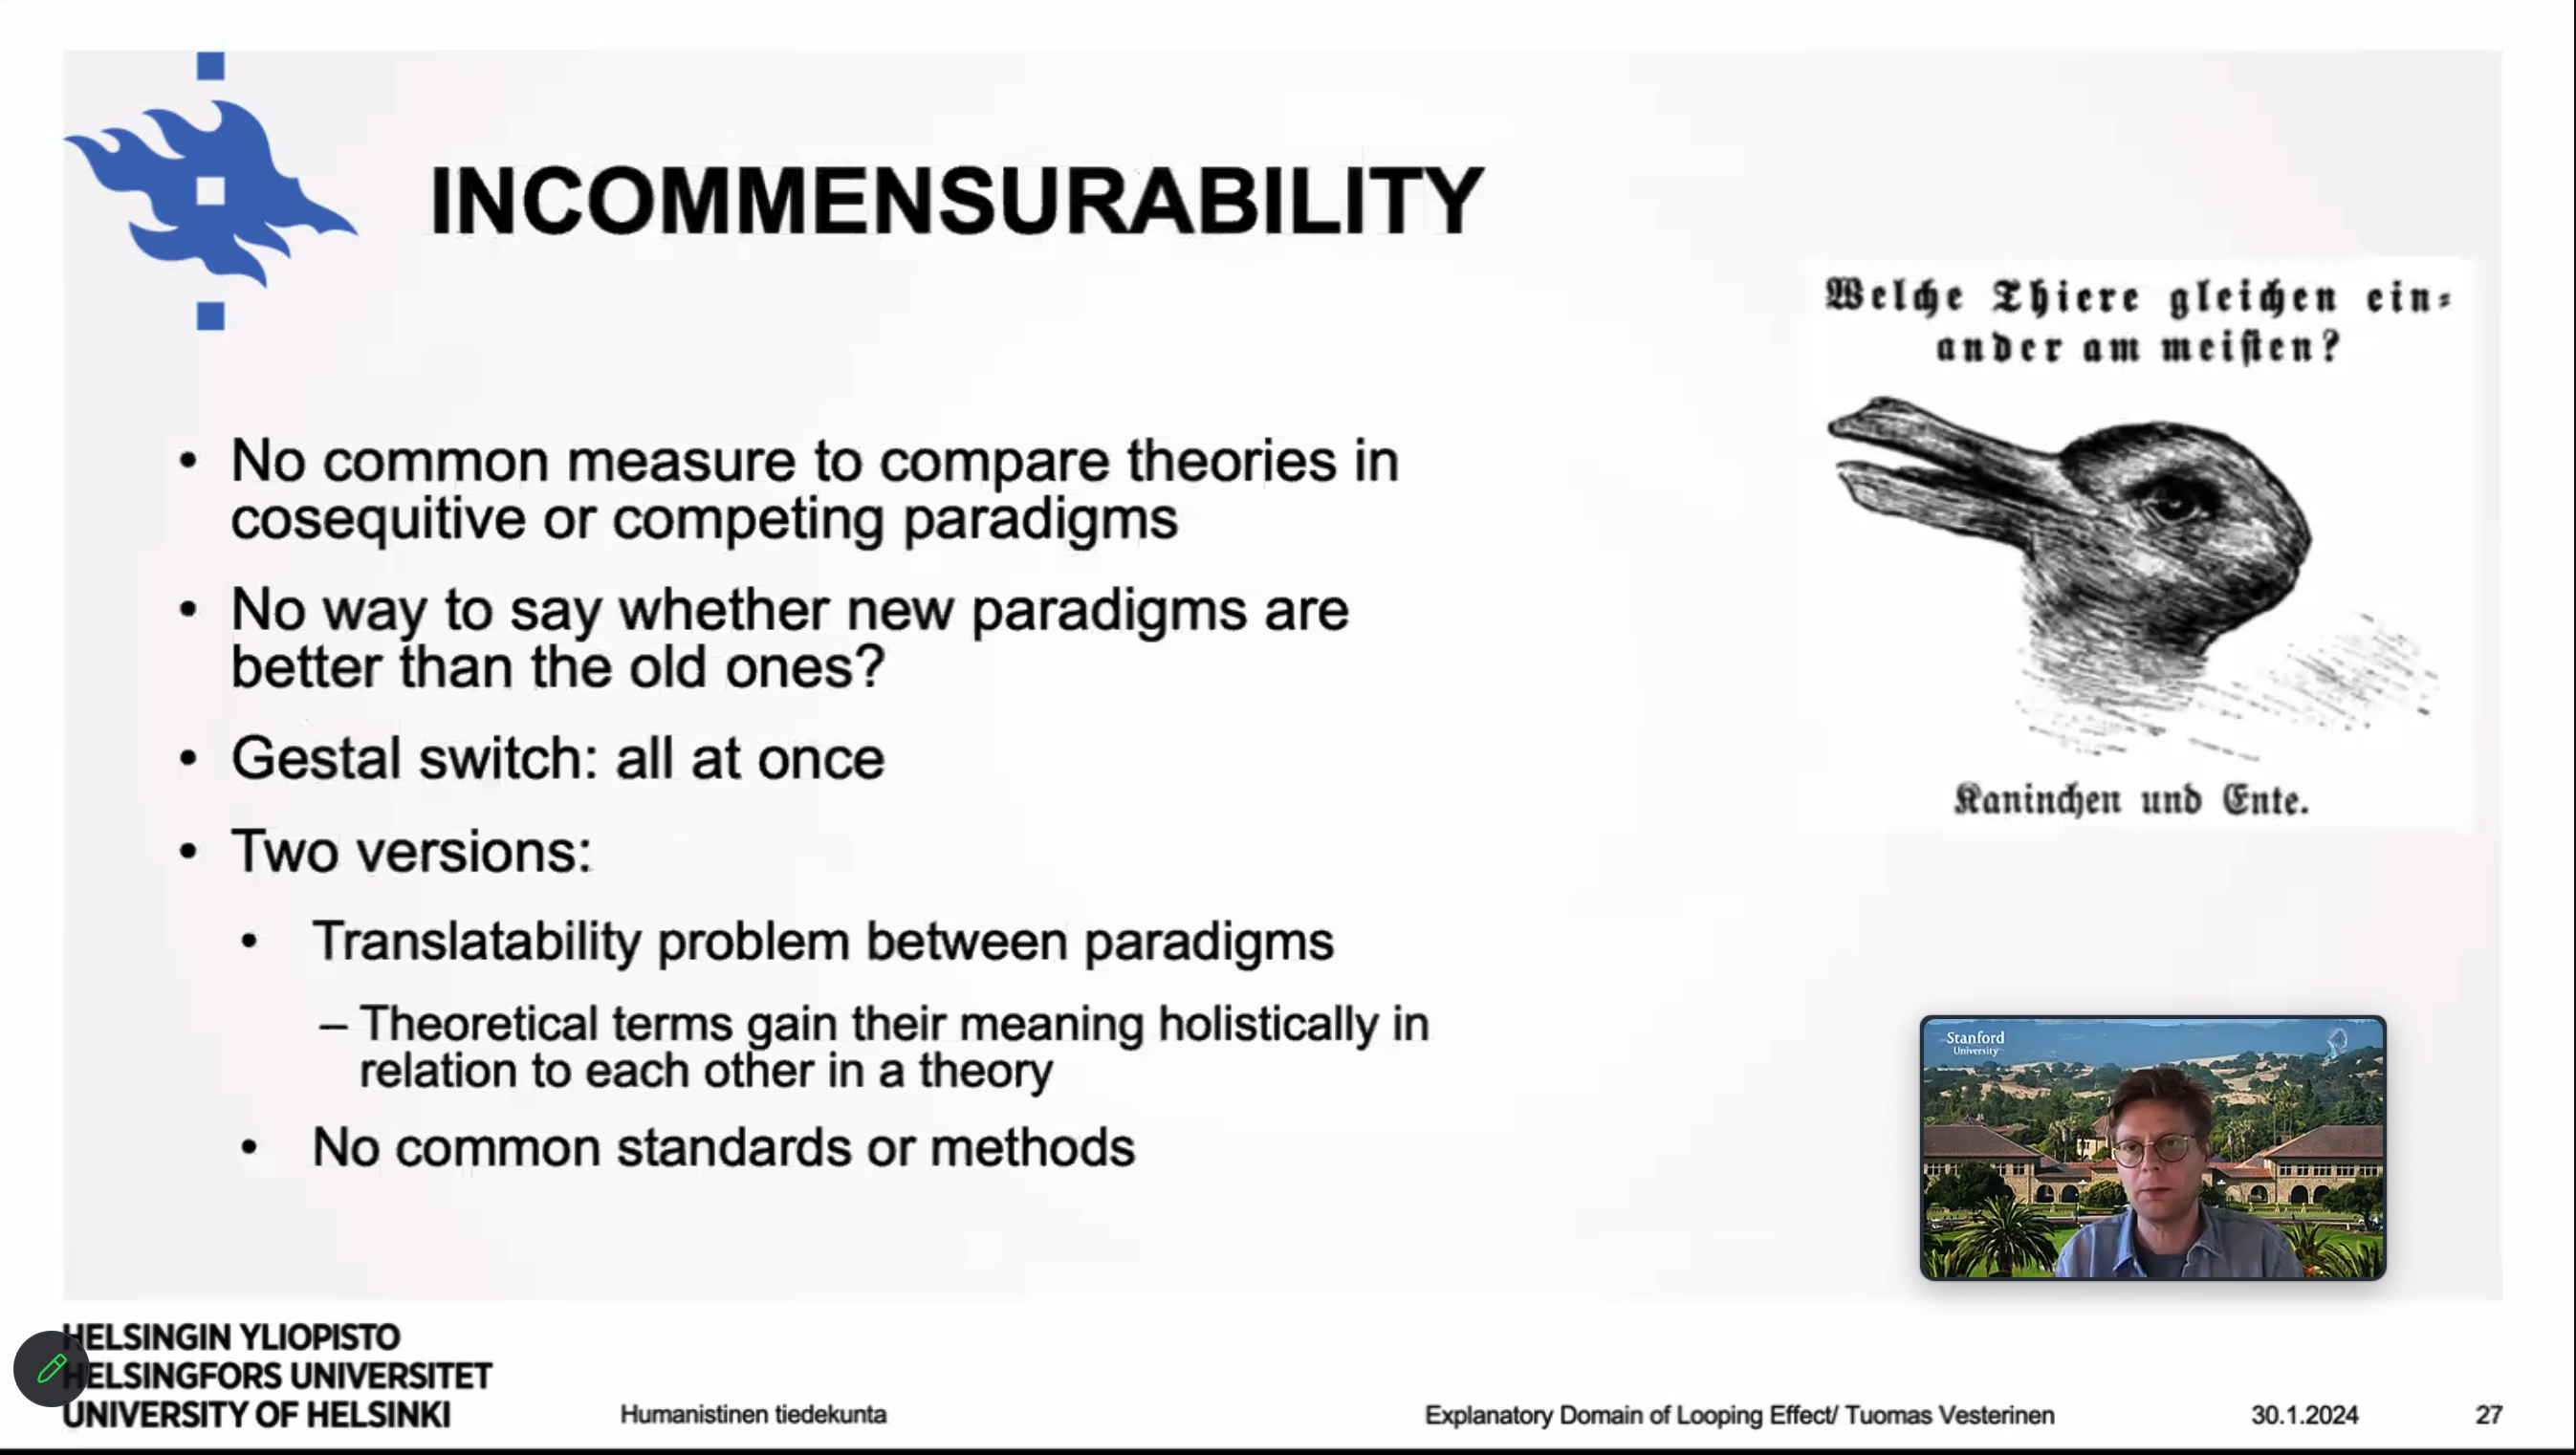 INCOMMENSURABILITY
Welche Thiere gleichen ein⸗
ander am meisten?
• No common measure to compare theories in
cosequitive or competing paradigms
• No way to say whether new paradigms are
better than the old ones?
• Gestal switch: all at once
• Two versions:
• Translatability problem between paradigms
– Theoretical terms gain their meaning holistically in
relation to each other in a theory
• No common standards or methods
Kaninchen und Ente.
Stanford
University
HELSINGIN YLIOPISTO
HELSINGFORS UNIVERSITET
UNIVERSITY OF HELSINKI
Humanistinen tiedekunta
Explanatory Domain of Looping Effect/ Tuomas Vesterinen
30.1.2024
27